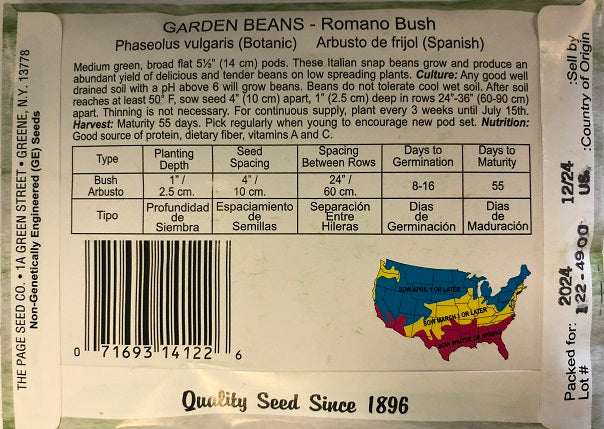 GARDEN BEANS - Romano Bush
Phaseolus vulgaris (Botanic) Arbusto de frijol (Spanish)
Medium green, broad flat 5½" (14 cm) pods. These Italian snap beans grow and produce an
abundant yield of delicious and tender beans on low spreading plants. Culture: Any good well
drained soil with a pH above 6 will grow beans. Beans do not tolerate cool wet soil. After soil
reaches at least 50° F, sow seed 4" (10 cm) apart, 1" (2.5 cm) deep in rows 24"-36" (60-90 cm)
apart. Thinning is not necessary. For continuous supply, plant every 3 weeks until July 15th.
Harvest: Maturity 55 days. Pick regularly when young to encourage new pod set. Nutrition:
Good source of protein, dietary fiber, vitamins A and C.
Type Planting Depth Seed Spacing Spacing Between Rows Days to Germination Days to Maturity
Bush Arbusto 1" / 2.5 cm. 4" / 10 cm. 24" / 60 cm. 8-16 55
Tipo Profundidad de Siembra Espaciamiento de Semillas Separación Entre Hileras Dias de Germinación Dias de Maduración
0 71693 14122 6
SOW APRIL 1 OR LATER
SOW MARCH 1 OR LATER
SOW WINTER OR SPRING
Quality Seed Since 1896
THE PAGE SEED CO. • 1A GREEN STREET • GREENE, N.Y. 13778
Non-Genetically Engineered (GE) Seeds
Packed for: 2024 12/24 :Sell by
Lot # 22-4900 US :Country of Origin